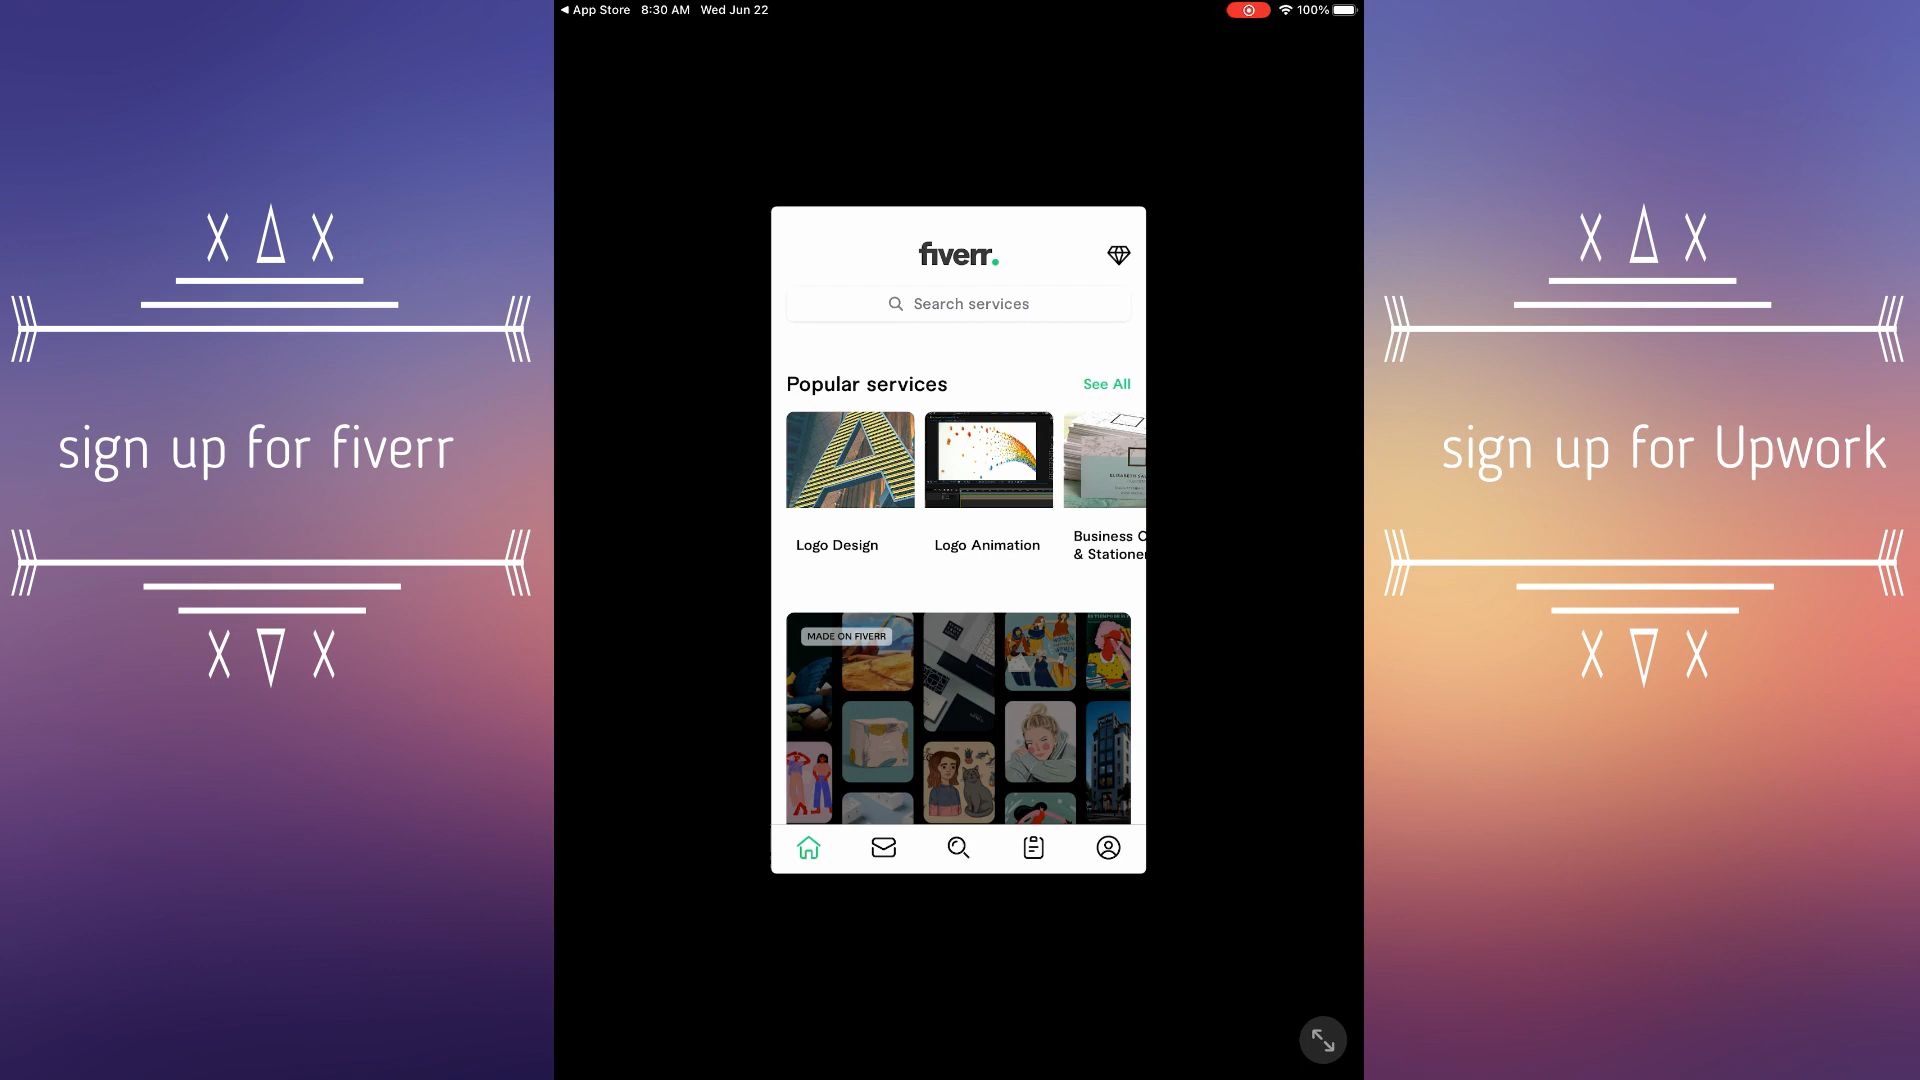 App Store 8:30 AM Wed Jun 22
100%
fiverr.
Search services
Popular services
See All
Logo Design
Logo Animation
Business C
& Statione
MADE ON FIVERR
sign up for fiverr
sign up for Upwork